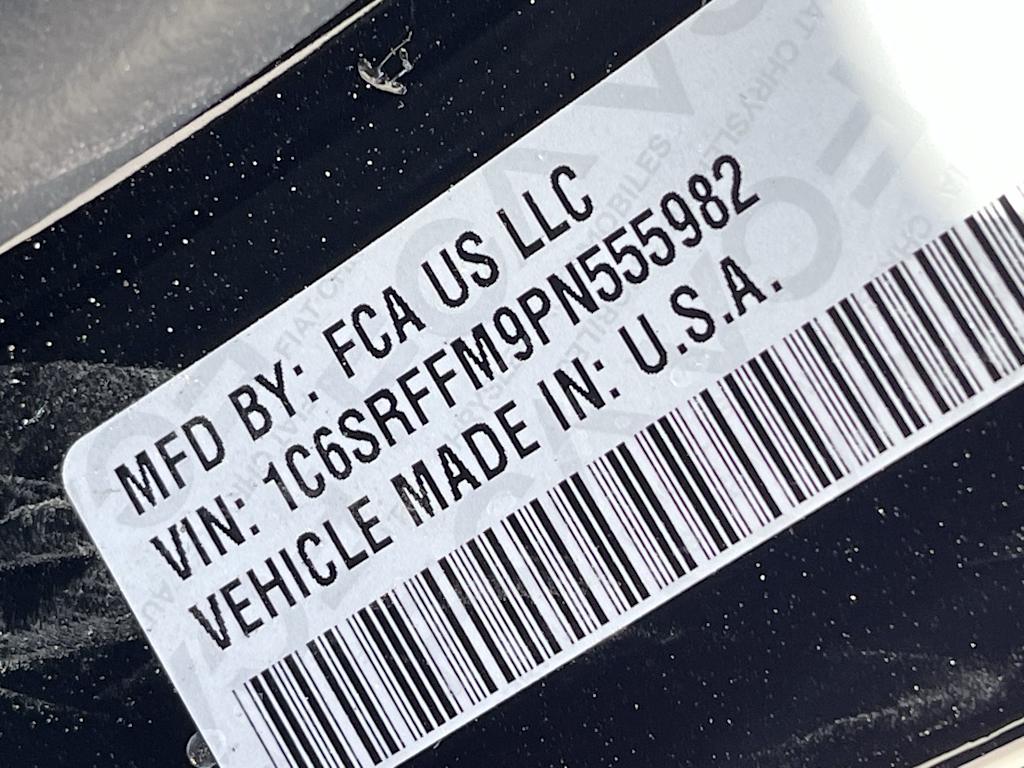 MFD BY: FCA US LLC
VIN: 1C6SRFFM9PN555982
VEHICLE MADE IN: U.S.A.